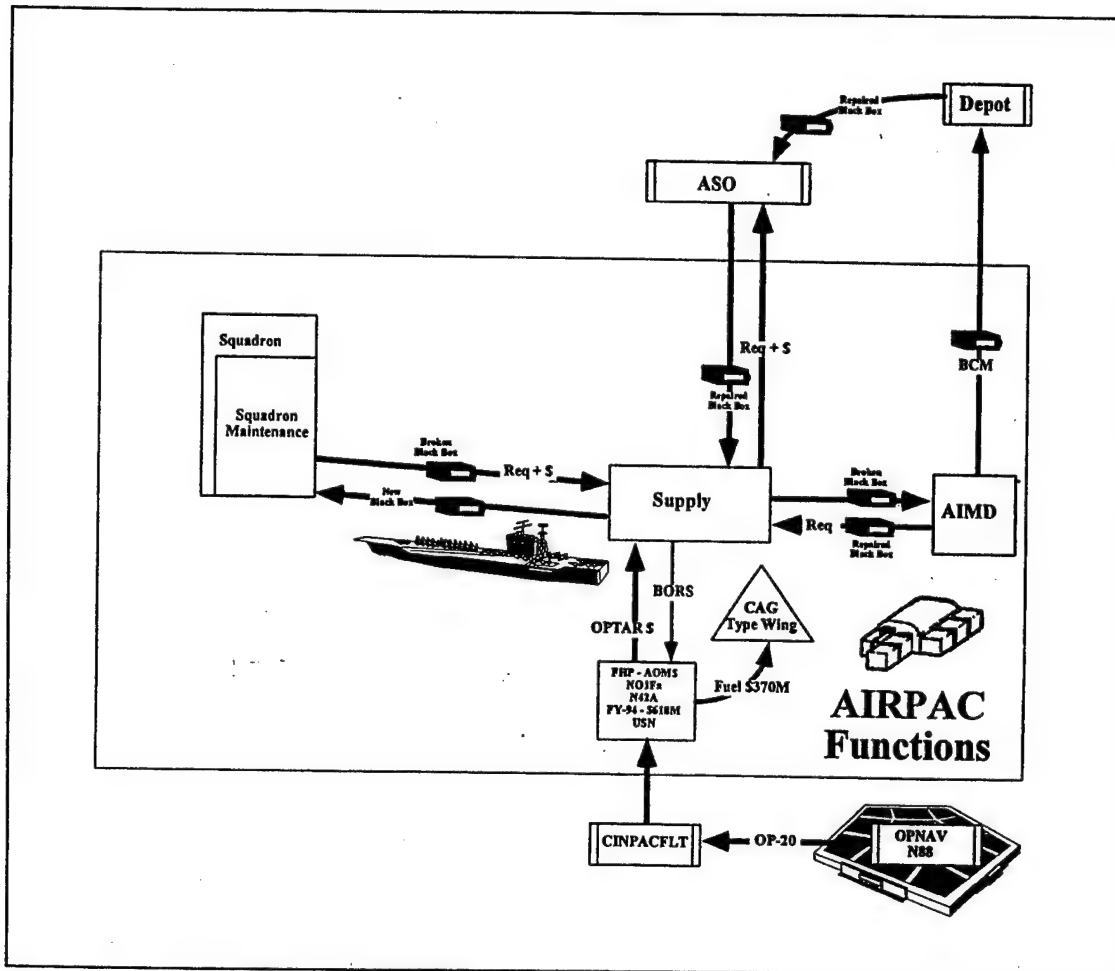 Repaired
Black Box
Depot
ASO
Squadron
Squadron
Maintenance
Req + $
BCM
Repaired
Black Box
Broken
Black Box
Req + $
New
Black Box
Supply
Broken
Black Box
AIMD
Req
Repaired
Black Box
BORS
OPTAR $
CAG
Type Wing
Fuel $370M
FHP - AOMS
N42A
FY-94 - $618M
USN
AIRPAC
Functions
CINPACFLT
OP-20
OPNAV
N88